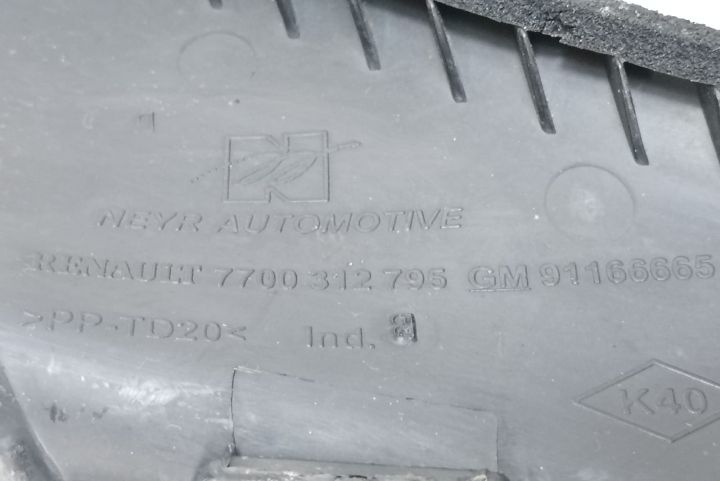 NEYR AUTOMOTIVE
RENAULT 7700 312 795 GM 91166665
>PP-TD20< Ind.
K40